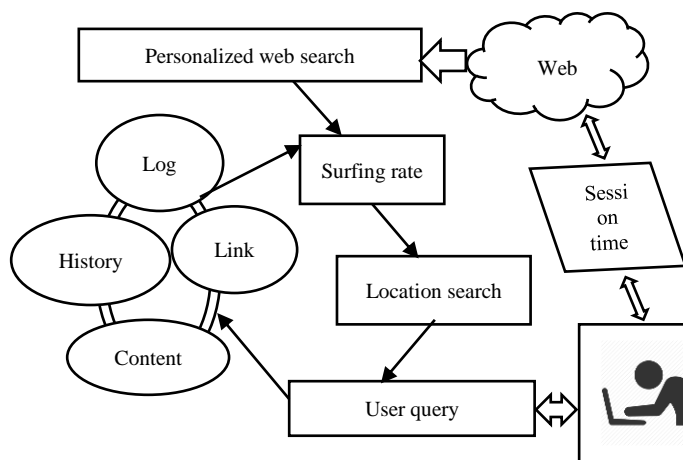 Personalized web search
Web
Log
Surfing rate
Sessi
on
time
Link
History
Location search
Content
User query